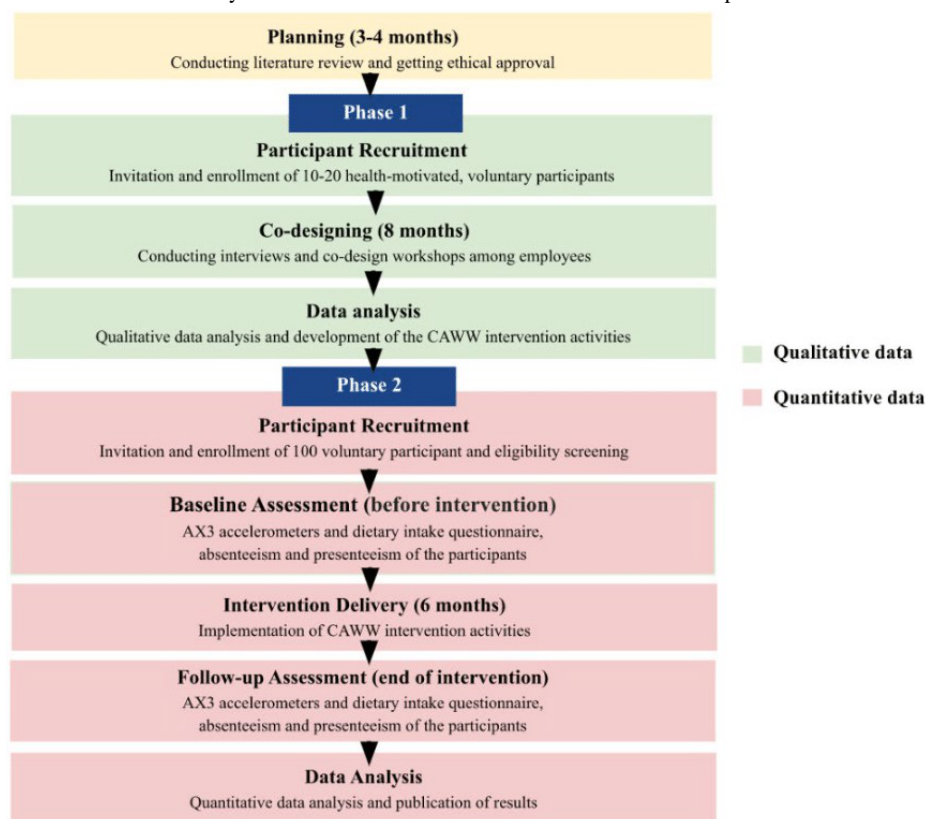 Planning (3-4 months)
Conducting literature review and getting ethical approval
Phase 1
Participant Recruitment
Invitation and enrollment of 10-20 health-motivated, voluntary participants
Co-designing (8 months)
Conducting interviews and co-design workshops among employees
Data analysis
Qualitative data analysis and development of the CAWW intervention activities
Phase 2
Participant Recruitment
Invitation and enrollment of 100 voluntary participant and eligibility screening
Baseline Assessment (before intervention)
AX3 accelerometers and dietary intake questionnaire,
absenteeism and presenteeism of the participants
Intervention Delivery (6 months)
Implementation of CAWW intervention activities
Follow-up Assessment (end of intervention)
AX3 accelerometers and dietary intake questionnaire,
absenteeism and presenteeism of the participants
Data Analysis
Quantitative data analysis and publication of results
Qualitative data
Quantitative data